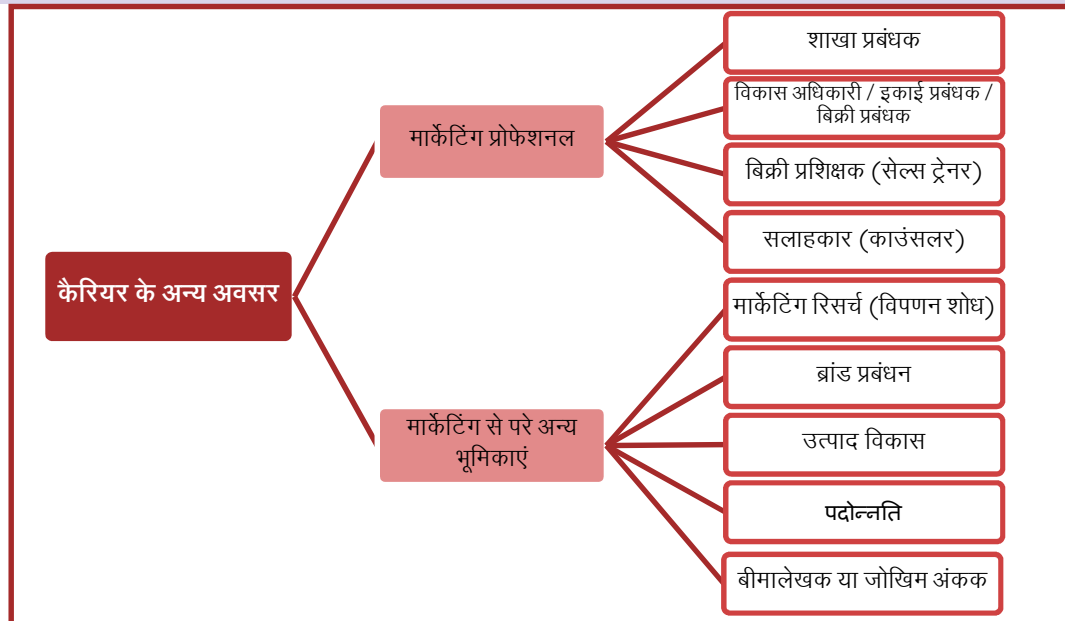 कैरियर के अन्य अवसर
मार्केटिंग प्रोफेशनल
शाखा प्रबंधक
विकास अधिकारी / इकाई प्रबंधक /
बिक्री प्रबंधक
बिक्री प्रशिक्षक (सेल्स ट्रेनर)
सलाहकार (काउंसलर)
मार्केटिंग से परे अन्य
भूमिकाएं
मार्केटिंग रिसर्च (विपणन शोध)
ब्रांड प्रबंधन
उत्पाद विकास
पदोन्नति
बीमालेखक या जोखिम अंकक